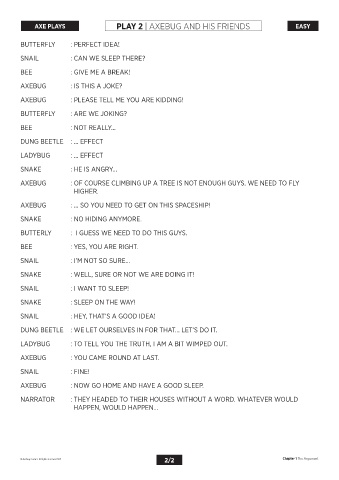 AXE PLAYS
PLAY 2 | AXEBUG AND HIS FRIENDS
EASY
BUTTERFLY : PERFECT IDEA!
SNAIL : CAN WE SLEEP THERE?
BEE : GIVE ME A BREAK!
AXEBUG : IS THIS A JOKE?
AXEBUG : PLEASE TELL ME YOU ARE KIDDING!
BUTTERFLY : ARE WE JOKING?
BEE : NOT REALLY...
DUNG BEETLE : ... EFFECT
LADYBUG : ... EFFECT
SNAKE : HE IS ANGRY...
AXEBUG : OF COURSE CLIMBING UP A TREE IS NOT ENOUGH GUYS. WE NEED TO FLY
HIGHER.
AXEBUG : ... SO YOU NEED TO GET ON THIS SPACESHIP!
SNAKE : NO HIDING ANYMORE.
BUTTERLY : I GUESS WE NEED TO DO THIS GUYS.
BEE : YES, YOU ARE RIGHT.
SNAIL : I'M NOT SO SURE...
SNAKE : WELL, SURE OR NOT WE ARE DOING IT!
SNAIL : I WANT TO SLEEP!
SNAKE : SLEEP ON THE WAY!
SNAIL : HEY, THAT'S A GOOD IDEA!
DUNG BEETLE : WE LET OURSELVES IN FOR THAT... LET'S DO IT.
LADYBUG : TO TELL YOU THE TRUTH, I AM A BIT WIMPED OUT.
AXEBUG : YOU CAME ROUND AT LAST.
SNAIL : FINE!
AXEBUG : NOW GO HOME AND HAVE A GOOD SLEEP.
NARRATOR : THEY HEADED TO THEIR HOUSES WITHOUT A WORD. WHATEVER WOULD
HAPPEN, WOULD HAPPEN...
2/2
Chapter 1